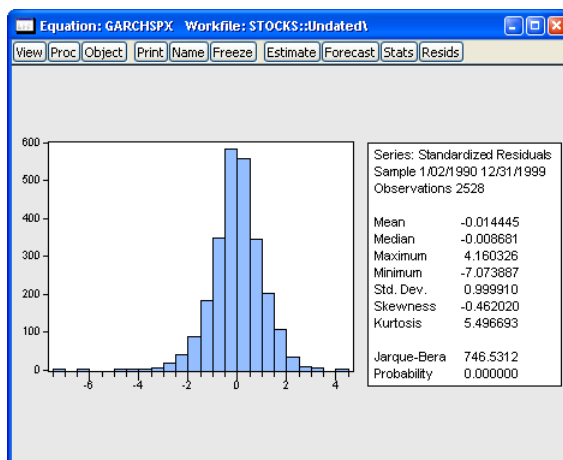 Equation: GARCHSPX Workfile: STOCKS::Undated\
View Proc Object Print Name Freeze Estimate Forecast Stats Resids
600
500
400
300
200
100
0
-6 -4 -2 0 2 4
Series: Standardized Residuals
Sample 1/02/1990 12/31/1999
Observations 2528
Mean -0.014445
Median -0.008681
Maximum 4.160326
Minimum -7.073887
Std. Dev. 0.999910
Skewness -0.462020
Kurtosis 5.496693
Jarque-Bera 746.5312
Probability 0.000000